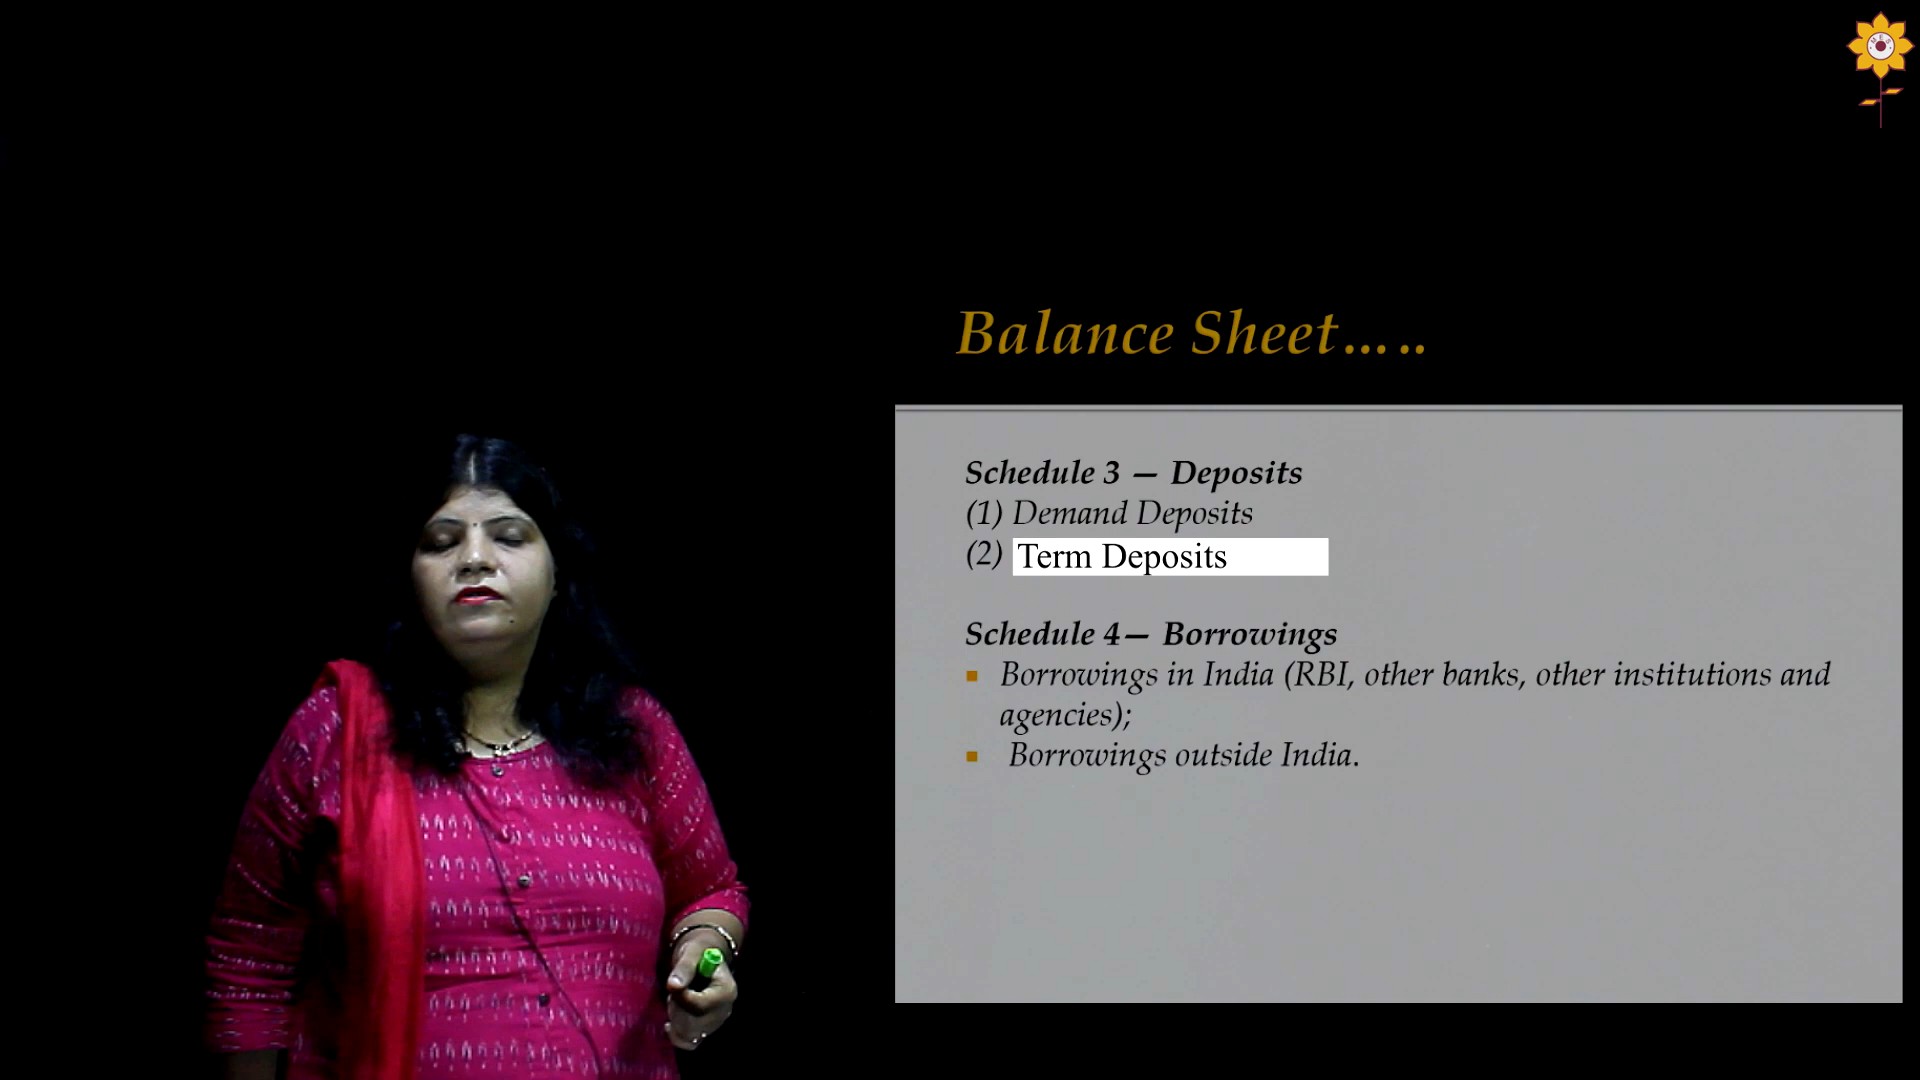 Balance Sheet.....
Schedule 3 — Deposits
(1) Demand Deposits
(2) Term Deposits
Schedule 4— Borrowings
▪ Borrowings in India (RBI, other banks, other institutions and
agencies);
▪ Borrowings outside India.